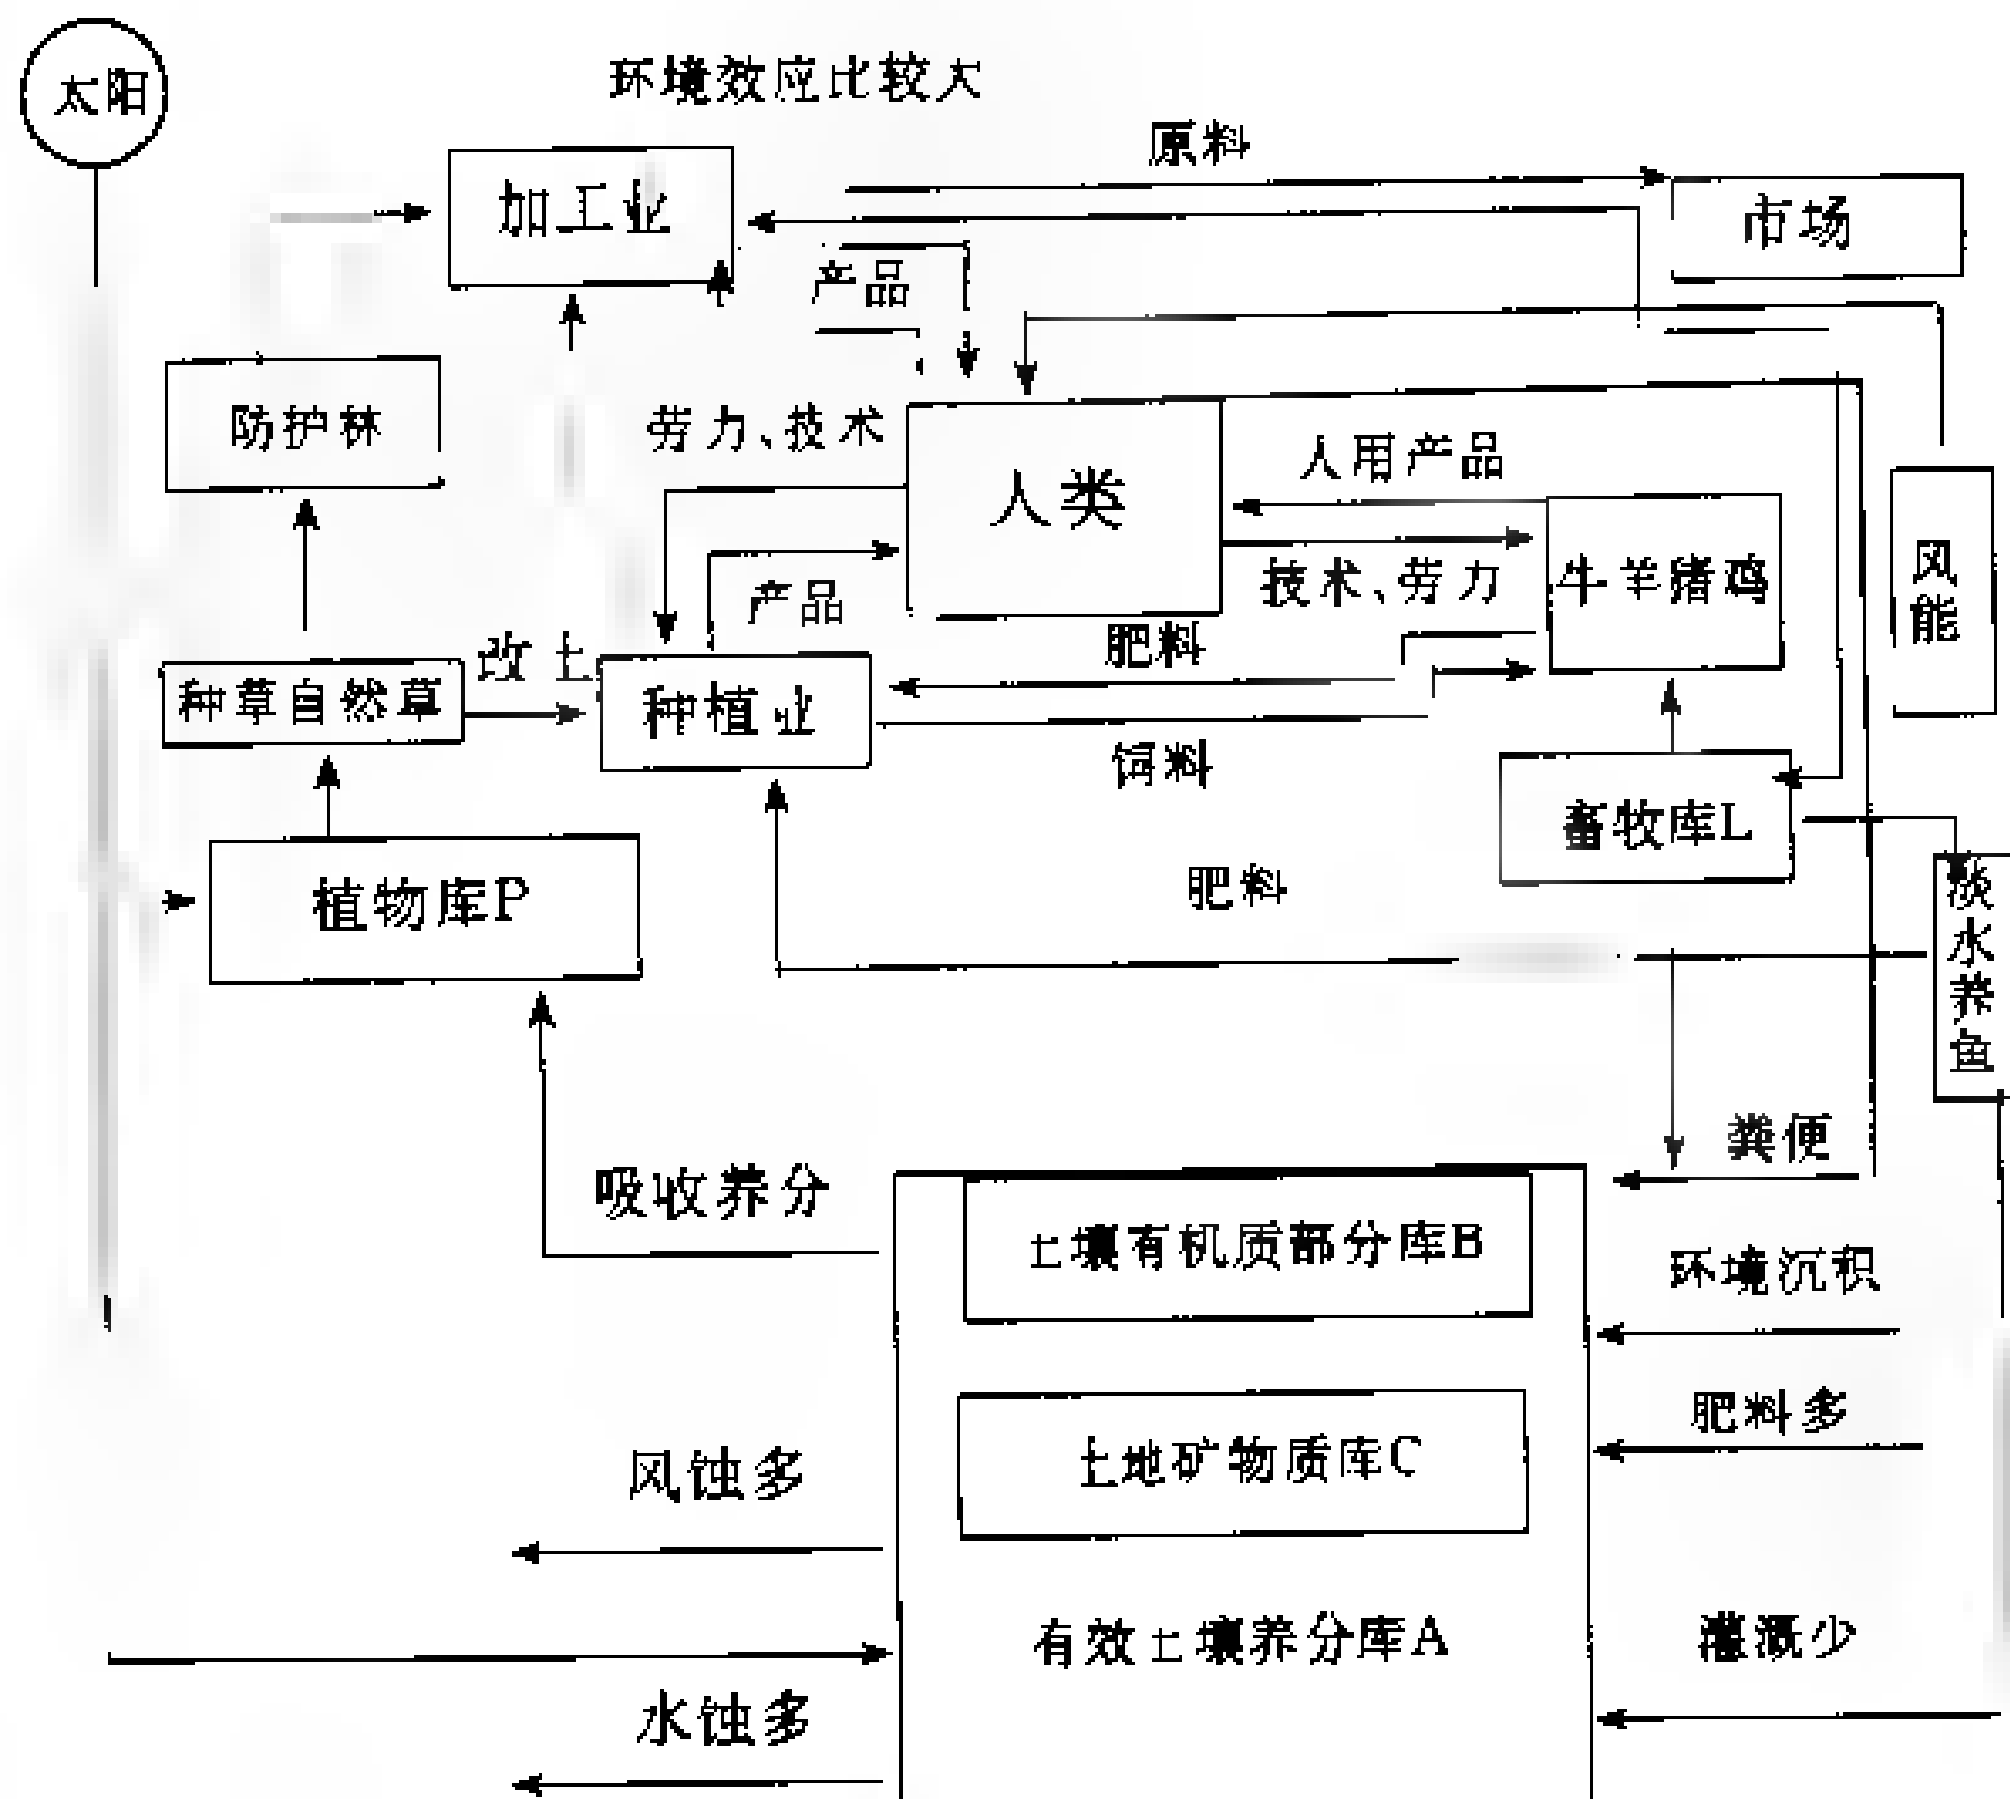 太阳
环境效应比较大
原料
加工业
市场
产品
防护林
劳力、技术
人类
人用产品
牛羊猪鸡
风能
技术、劳力
产品
肥料
种草自然草
改土
种植业
饲料
畜牧库L
植物库P
肥料
淡水养鱼
粪便
吸收养分
土壤有机质部分库B
环境沉积
肥料多
风蚀多
土地矿物质库C
有效土壤养分库A
灌溉少
水蚀多